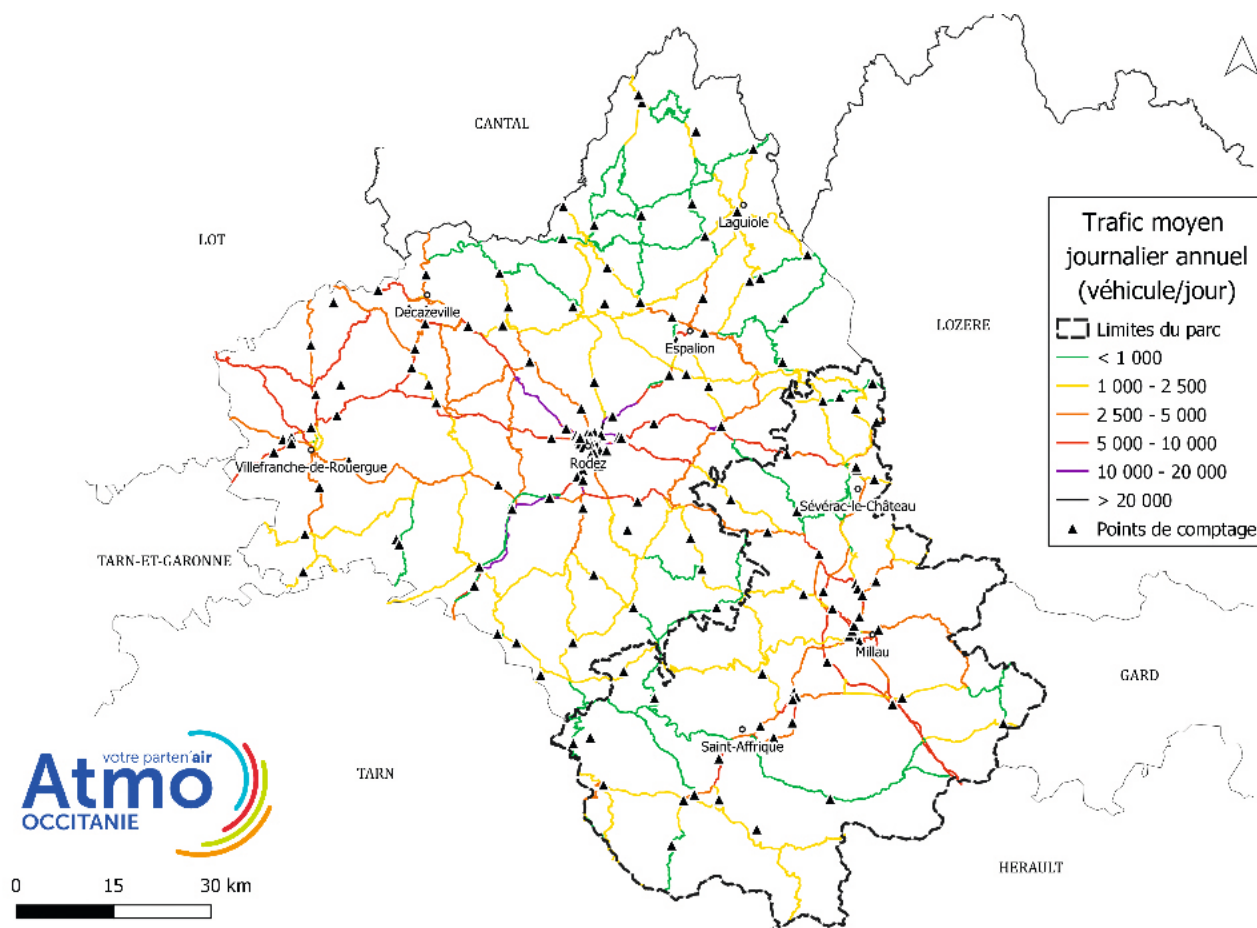 CANTAL
LOT
Laguiole
Trafic moyen
journalier annuel
(véhicule/jour)
Limites du parc
< 1 000
1 000 - 2 500
2 500 - 5 000
5 000 - 10 000
10 000 - 20 000
> 20 000
Points de comptage
Decazeville
LOZERE
Espalion
Villefranche-de-Rouergue
Rodez
Sévérac-le-Château
TARN-ET-GARONNE
Millau
GARD
Saint-Affrique
votre parten'air
Atmo
OCCITANIE
TARN
HERAULT
0 15 30 km